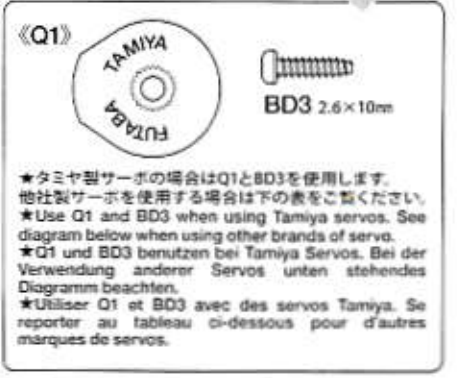 《Q1》
TAMIYA
FUTABA
BD3 2.6×10mm
★タミヤ製サーボの場合はQ1とBD3を使用します。
他社製サーボを使用する場合は下の表をご覧ください。
★Use Q1 and BD3 when using Tamiya servos. See
diagram below when using other brands of servo.
★Q1 und BD3 benutzen bei Tamiya Servos. Bei der
Verwendung anderer Servos unten stehendes
Diagramm beachten.
★Utiliser Q1 et BD3 avec des servos Tamiya. Se
reporter au tableau ci-dessous pour d'autres
marques de servos.